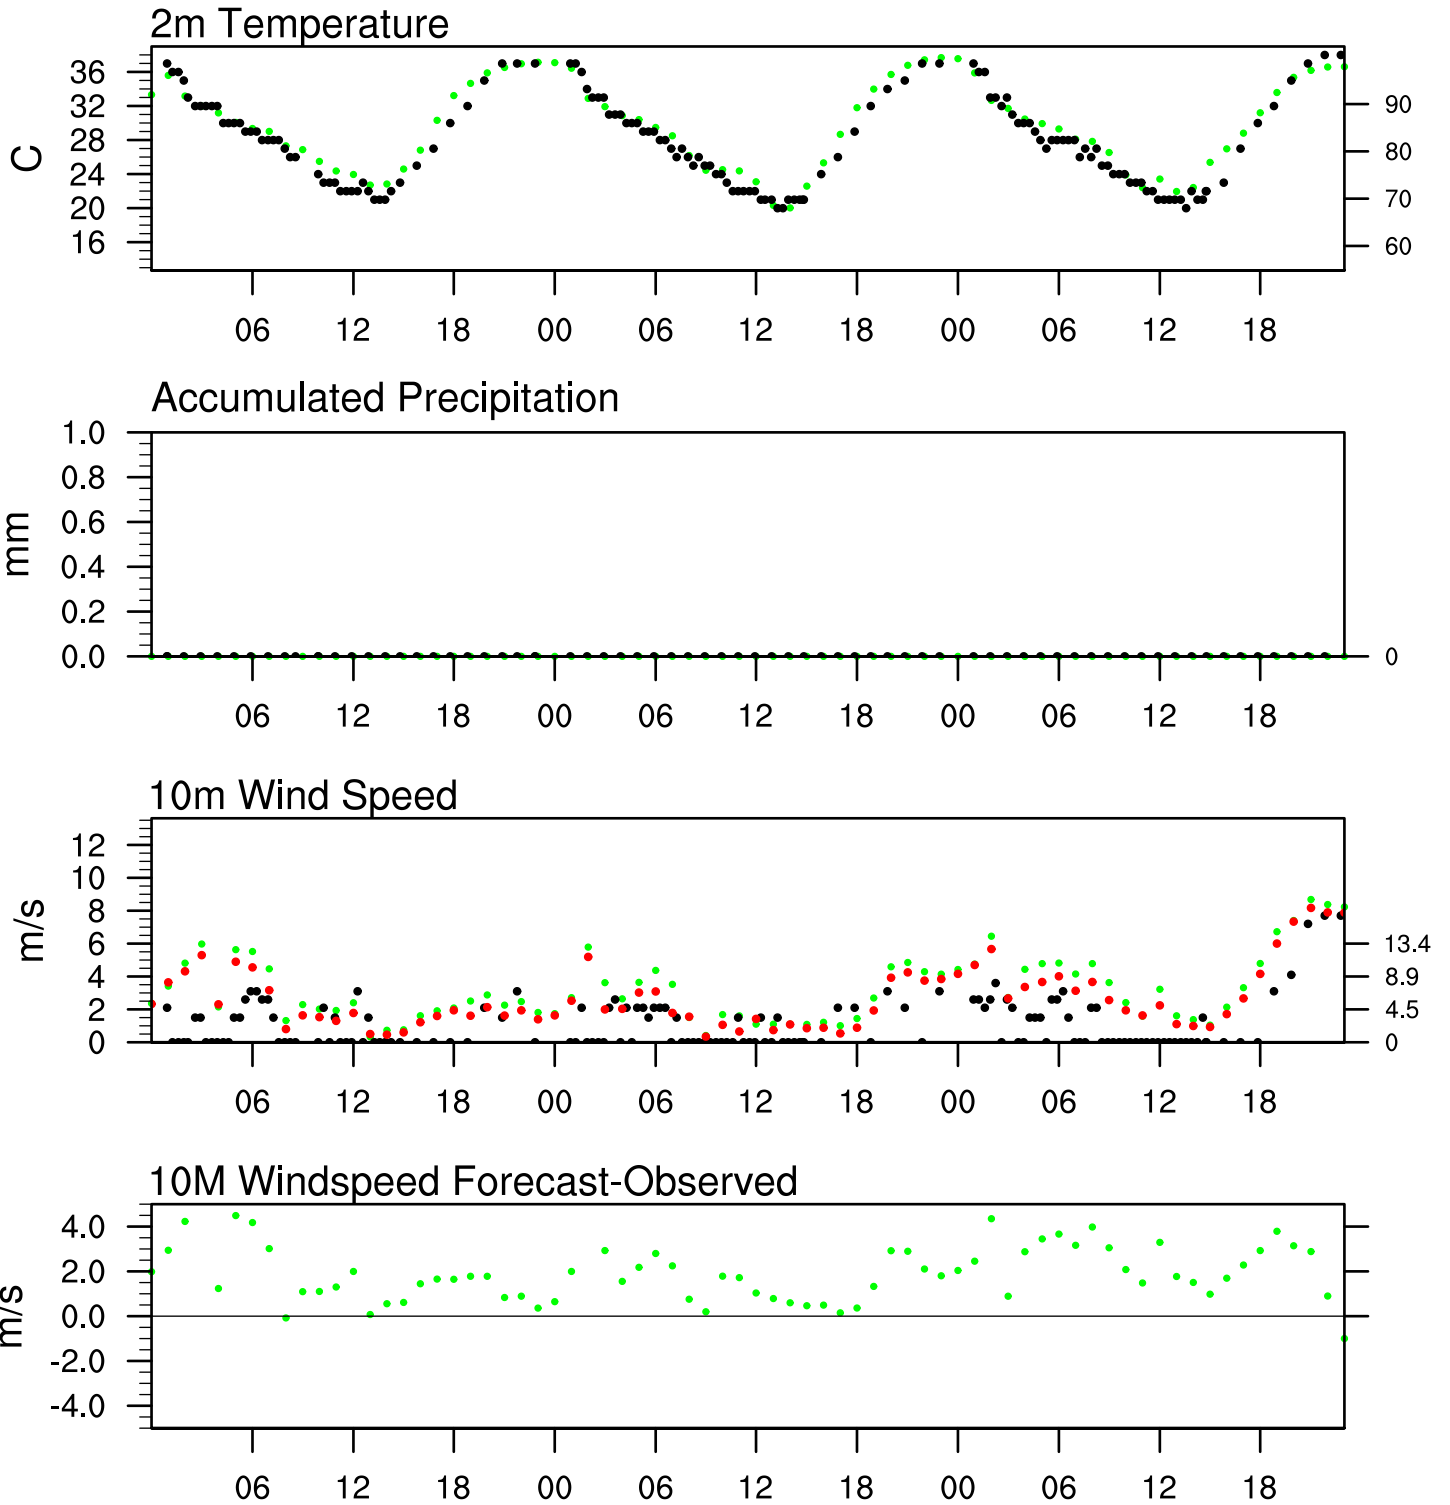 2m Temperature
C
36
32
28
24
20
16
90
80
70
60
06 12 18 00 06 12 18 00 06 12 18
Accumulated Precipitation
mm
1.0
0.8
0.6
0.4
0.2
0.0
0
06 12 18 00 06 12 18 00 06 12 18
10m Wind Speed
m/s
12
10
8
6
4
2
0
13.4
8.9
4.5
0
06 12 18 00 06 12 18 00 06 12 18
10M Windspeed Forecast-Observed
m/s
4.0
2.0
0.0
-2.0
-4.0
06 12 18 00 06 12 18 00 06 12 18